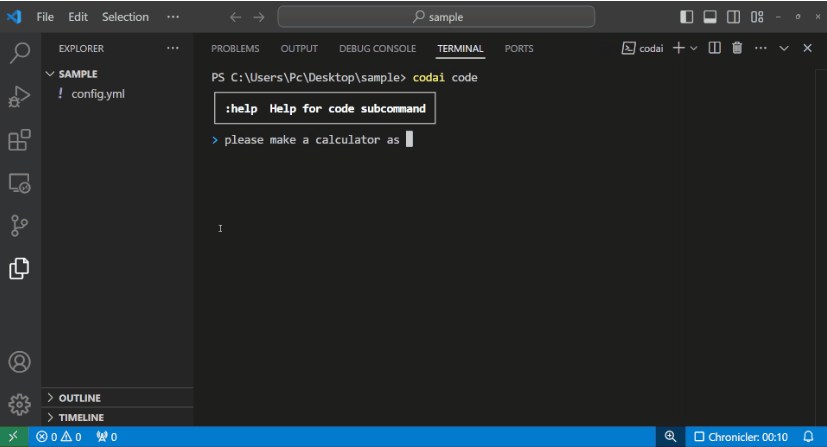 File Edit Selection ··· sample
EXPLORER ···
SAMPLE
! config.yml
OUTLINE
TIMELINE
PROBLEMS OUTPUT DEBUG CONSOLE TERMINAL PORTS codai ···
PS C:\Users\Pc\Desktop\sample> codai code
:help Help for code subcommand
> please make a calculator as
0 0 0 Chronicler: 00:10